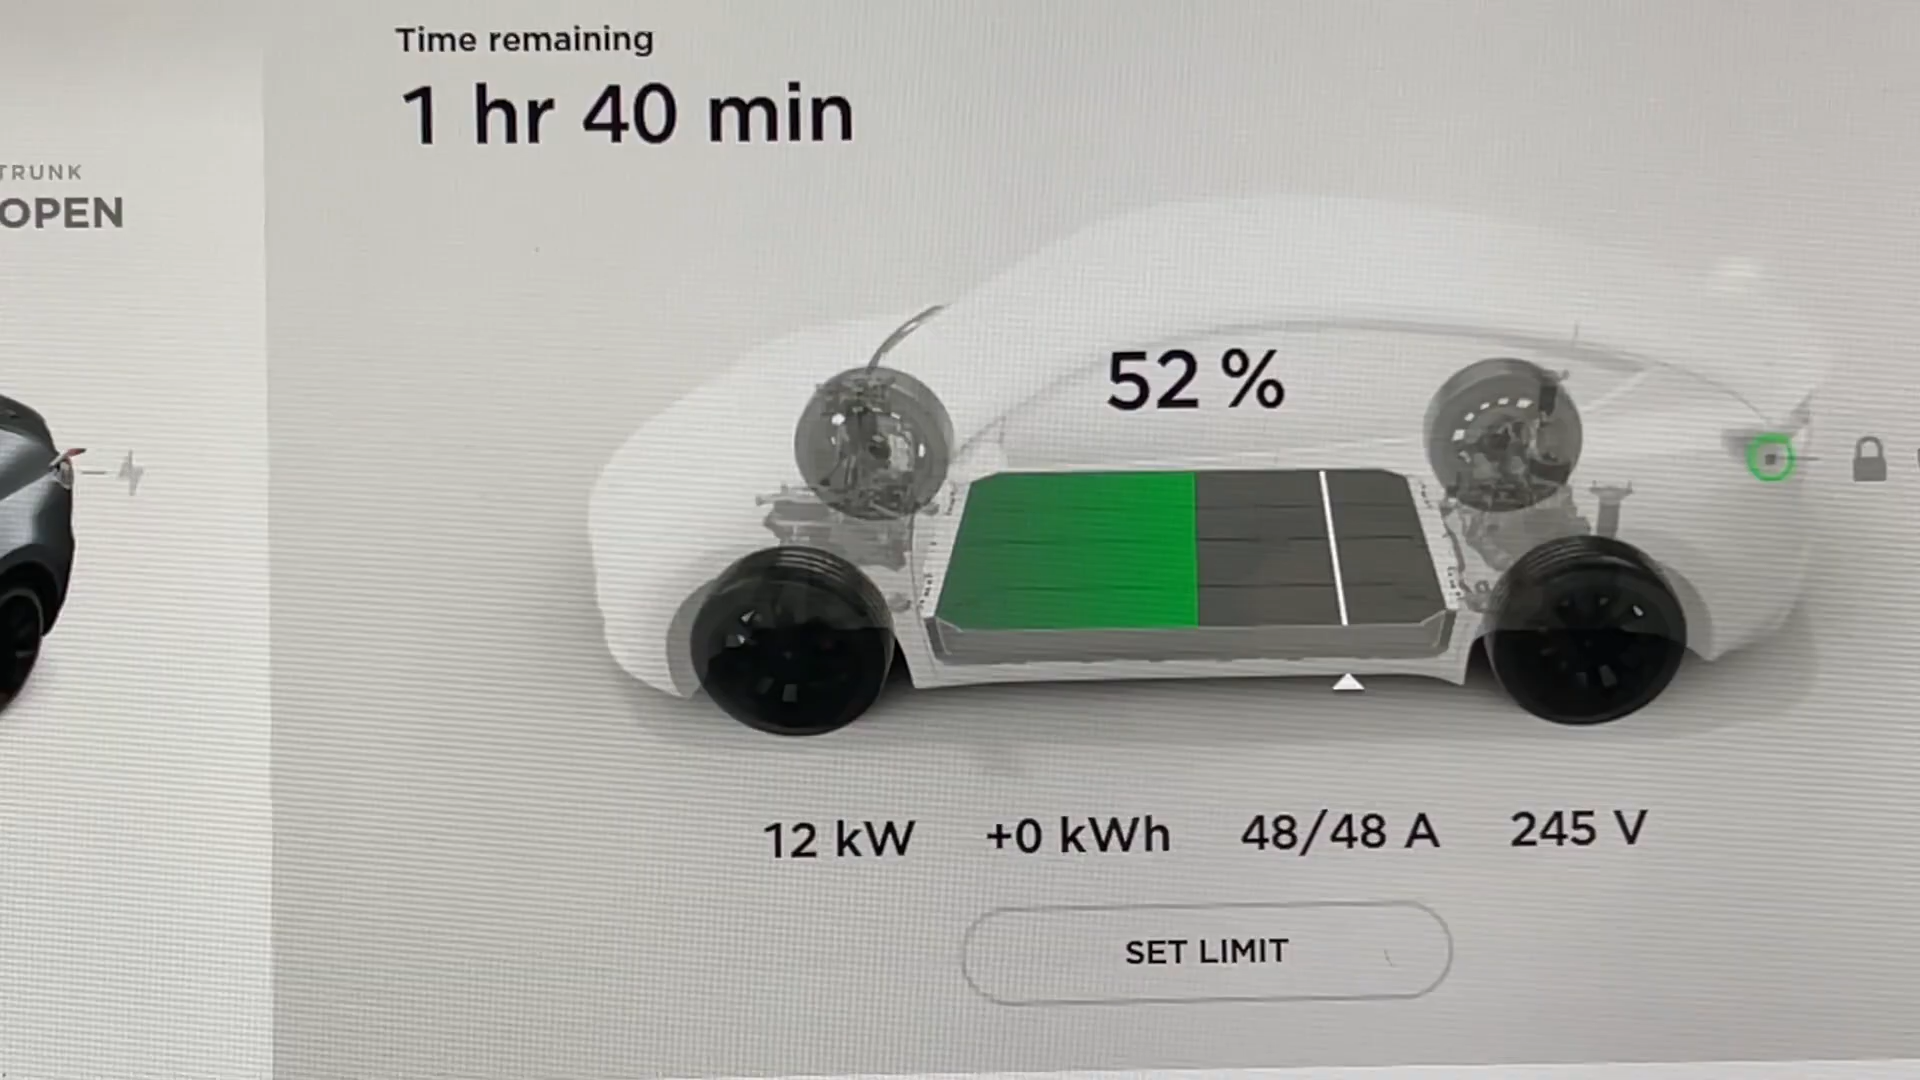 Time remaining
1 hr 40 min
TRUNK
OPEN
52 %
12 kW +0 kWh 48/48 A 245 V
SET LIMIT